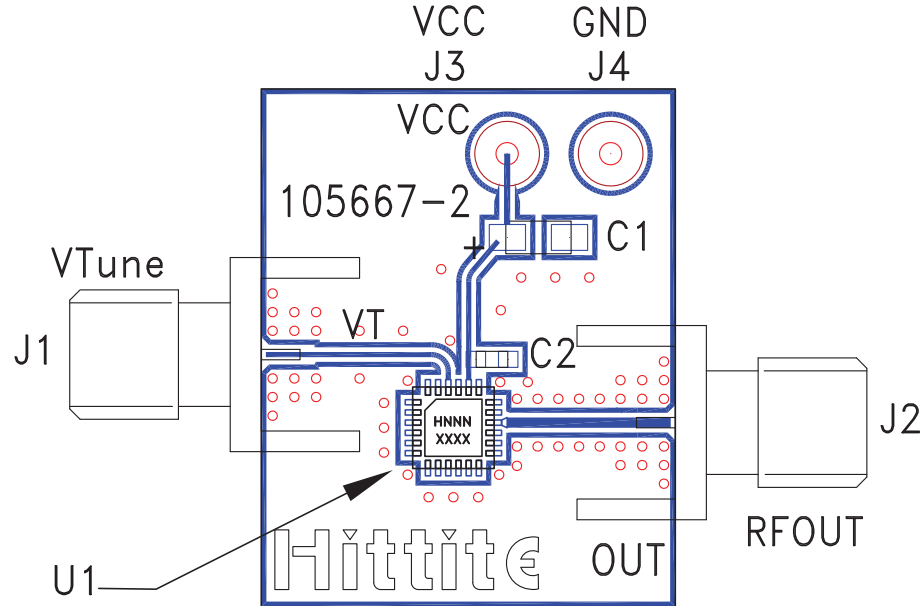 VCC GND
J3 J4
VCC
105667-2
+ C1
VTune
VT
J1
C2
HNNN
XXXX
J2
Hittite
OUT
RFOUT
U1